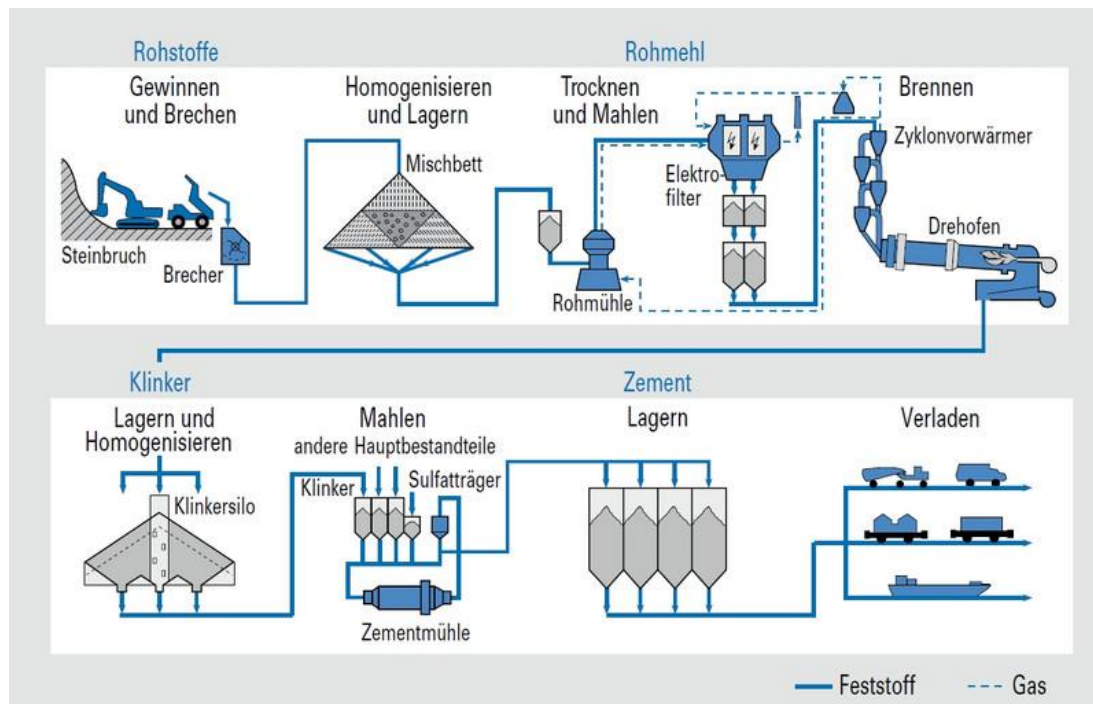 Rohstoffe
Rohmehl
Gewinnen
und Brechen
Homogenisieren
und Lagern
Trocknen
und Mahlen
Brennen
Mischbett
Zyklonvorwärmer
Elektro-
filter
Steinbruch
Brecher
Rohmühle
Drehofen
Klinker
Zement
Lagern und
Homogenisieren
Mahlen
andere Hauptbestandteile
Lagern
Verladen
Klinker
Sulfatträger
Klinkersilo
Zementmühle
Feststoff
Gas